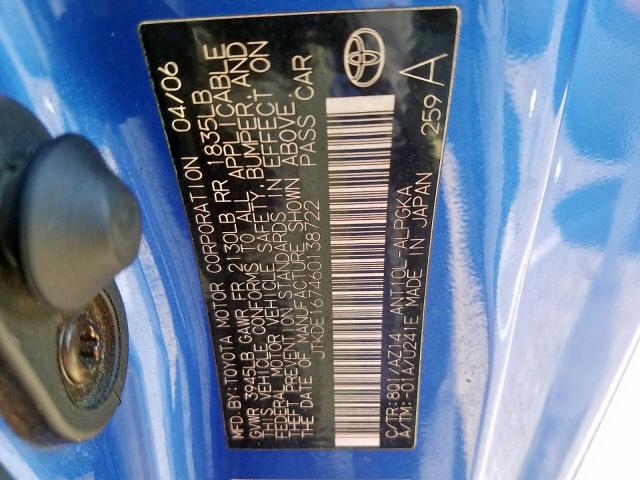 MFD. BY: TOYOTA MOTOR CORPORATION 04/06
GVWR 3945LB GAWR FR 2130LB RR 1835LB
THIS VEHICLE CONFORMS TO ALL APPLICABLE
FEDERAL MOTOR VEHICLE SAFETY, BUMPER, AND
THEFT PREVENTION STANDARDS IN EFFECT ON
THE DATE OF MANUFACTURE SHOWN ABOVE.
JTKDE167460138722 PASS CAR
C/TR: 8Q1/AZ14 ANT10L-ALPGKA 259 A
A/TM: -01A/U241E MADE IN JAPAN